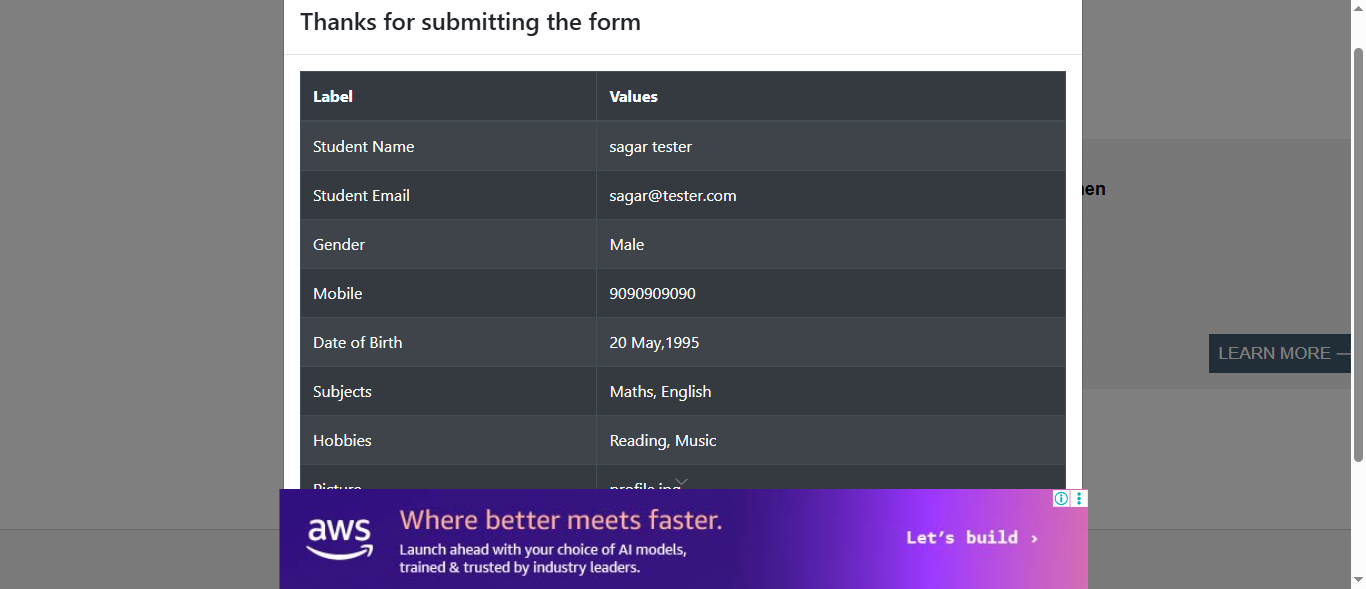 Thanks for submitting the form
Label Values
Student Name sagar tester
Student Email sagar@tester.com
Gender Male
Mobile 9090909090
Date of Birth 20 May,1995
Subjects Maths, English
Hobbies Reading, Music
Picture profile.jpg
LEARN MORE —
aws
Where better meets faster.
Launch ahead with your choice of AI models,
trained & trusted by industry leaders.
Let's build ›